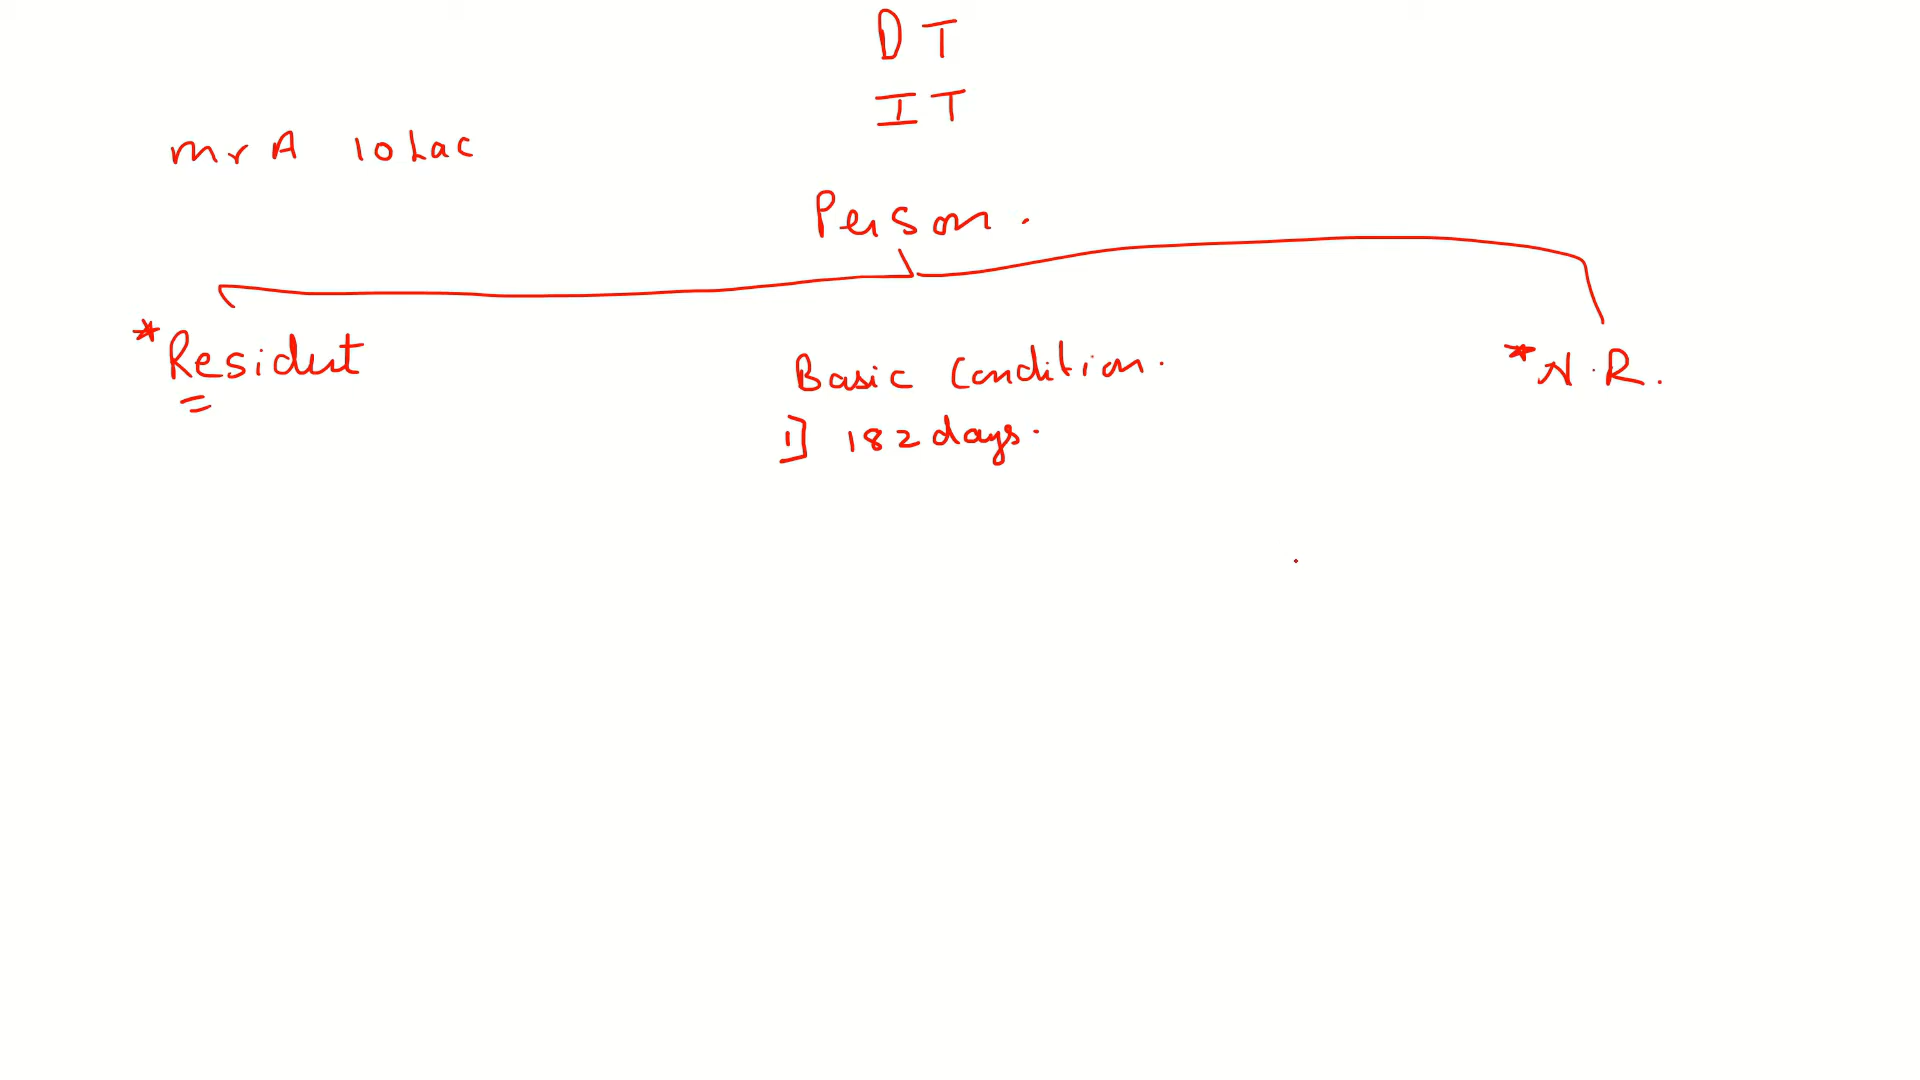 DT
IT
mr A 10 Lac
Person.
*Resident
Basic Condition.
*N.R.
1] 182 days.